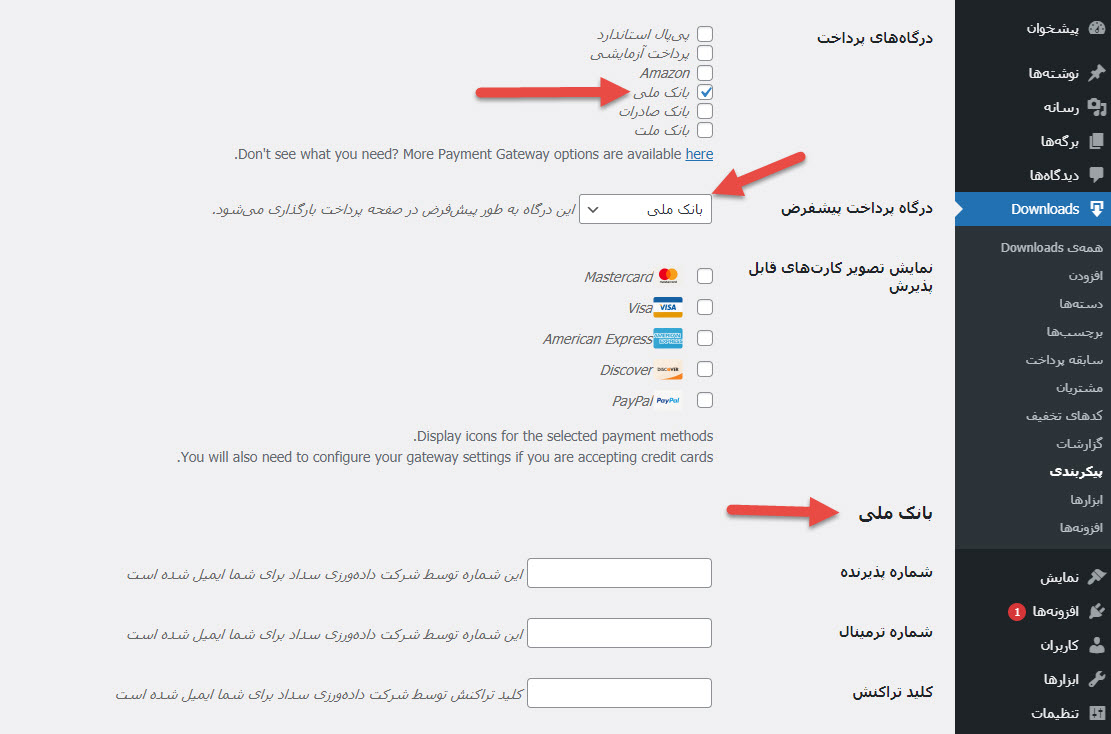 پیشخوان
نوشته‌ها
رسانه
برگه‌ها
دیدگاه‌ها
Downloads
همه‌ی Downloads
افزودن
دسته‌ها
برچسب‌ها
سابقه پرداخت
مشتریان
کدهای تخفیف
گزارشات
پیکربندی
ابزارها
افزونه‌ها
نمایش
افزونه‌ها 1
کاربران
ابزارها
تنظیمات
درگاه‌های پرداخت
پی‌پال استاندارد
پرداخت آزمایشی
Amazon
بانک ملی
بانک صادرات
بانک ملت
Don't see what you need? More Payment Gateway options are available here.
درگاه پرداخت پیشفرض
بانک ملی این درگاه به طور پیش‌فرض در صفحه پرداخت بارگذاری می‌شود.
نمایش تصویر کارت‌های قابل
پذیرش
Mastercard
VISA Visa
AMERICAN EXPRESS American Express
DISCOVER Discover
PayPal PayPal
Display icons for the selected payment methods.
You will also need to configure your gateway settings if you are accepting credit cards.
بانک ملی
شماره پذیرنده
این شماره توسط شرکت داده‌ورزی سداد برای شما ایمیل شده است
شماره ترمینال
این شماره توسط شرکت داده‌ورزی سداد برای شما ایمیل شده است
کلید تراکنش
کلید تراکنش توسط شرکت داده‌ورزی سداد برای شما ایمیل شده است